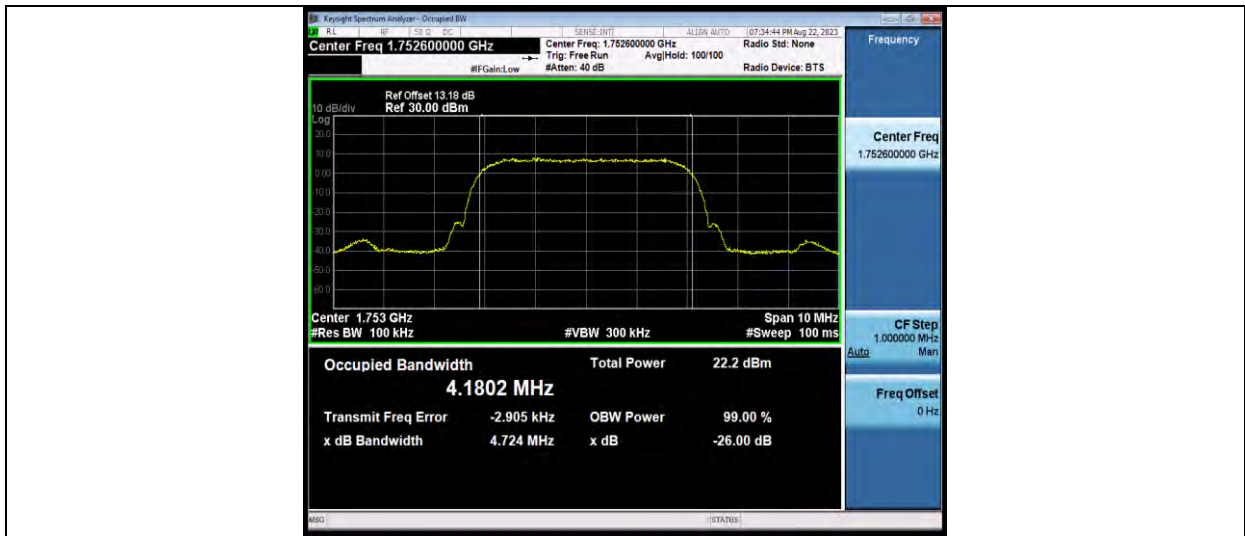 Keysight Spectrum Analyzer - Occupied BW
RL RF 50 Ω DC SENSE:INT ALIGN AUTO 07:34:44 PM Aug 22, 2023
Center Freq 1.752600000 GHz
Center Freq: 1.752600000 GHz Radio Std: None
Trig: Free Run Avg|Hold: 100/100
#IFGain:Low #Atten: 40 dB Radio Device: BTS
Ref Offset 13.18 dB
10 dB/div Ref 30.00 dBm
Log
20.0
10.0
0.00
-10.0
-20.0
-30.0
-40.0
-50.0
-60.0
Center 1.753 GHz Span 10 MHz
#Res BW 100 kHz #VBW 300 kHz #Sweep 100 ms
Occupied Bandwidth Total Power 22.2 dBm
4.1802 MHz
Transmit Freq Error -2.905 kHz OBW Power 99.00 %
x dB Bandwidth 4.724 MHz x dB -26.00 dB
MSG STATUS
Frequency
Center Freq
1.752600000 GHz
CF Step
1.000000 MHz
Auto Man
Freq Offset
0 Hz